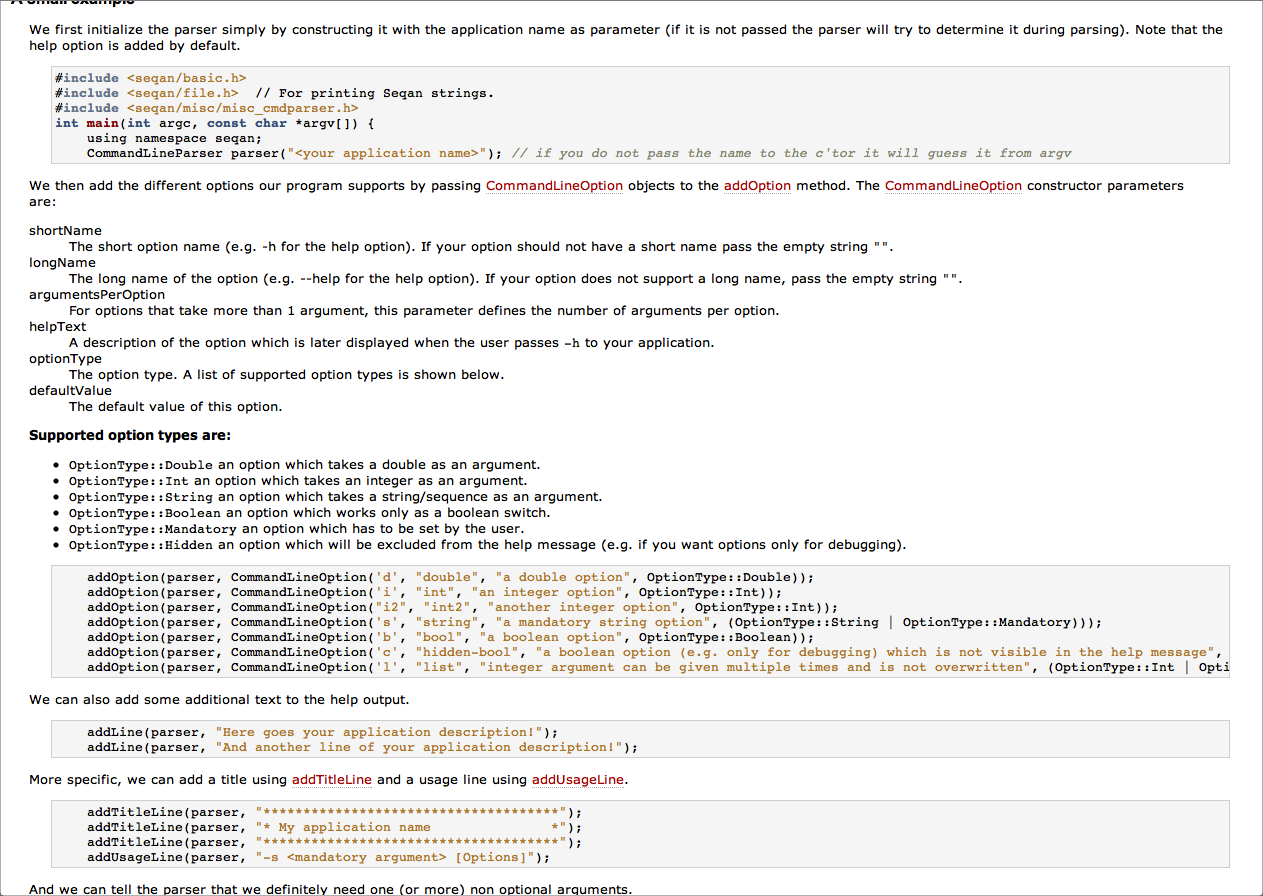 A small example
We first initialize the parser simply by constructing it with the application name as parameter (if it is not passed the parser will try to determine it during parsing). Note that the
help option is added by default.
#include <seqan/basic.h>
#include <seqan/file.h>  // For printing Seqan strings.
#include <seqan/misc/misc_cmdparser.h>
int main(int argc, const char *argv[]) {
    using namespace seqan;
    CommandLineParser parser("<your application name>"); // if you do not pass the name to the c'tor it will guess it from argv
We then add the different options our program supports by passing CommandLineOption objects to the addOption method. The CommandLineOption constructor parameters
are:
shortName
The short option name (e.g. -h for the help option). If your option should not have a short name pass the empty string "".
longName
The long name of the option (e.g. --help for the help option). If your option does not support a long name, pass the empty string "".
argumentsPerOption
For options that take more than 1 argument, this parameter defines the number of arguments per option.
helpText
A description of the option which is later displayed when the user passes -h to your application.
optionType
The option type. A list of supported option types is shown below.
defaultValue
The default value of this option.
Supported option types are:
• OptionType::Double an option which takes a double as an argument.
• OptionType::Int an option which takes an integer as an argument.
• OptionType::String an option which takes a string/sequence as an argument.
• OptionType::Boolean an option which works only as a boolean switch.
• OptionType::Mandatory an option which has to be set by the user.
• OptionType::Hidden an option which will be excluded from the help message (e.g. if you want options only for debugging).
    addOption(parser, CommandLineOption('d', "double", "a double option", OptionType::Double));
    addOption(parser, CommandLineOption('i', "int", "an integer option", OptionType::Int));
    addOption(parser, CommandLineOption("i2", "int2", "another integer option", OptionType::Int));
    addOption(parser, CommandLineOption('s', "string", "a mandatory string option", (OptionType::String | OptionType::Mandatory)));
    addOption(parser, CommandLineOption('b', "bool", "a boolean option", OptionType::Boolean));
    addOption(parser, CommandLineOption('c', "hidden-bool", "a boolean option (e.g. only for debugging) which is not visible in the help message",
    addOption(parser, CommandLineOption('l', "list", "integer argument can be given multiple times and is not overwritten", (OptionType::Int | Opti
We can also add some additional text to the help output.
    addLine(parser, "Here goes your application description!");
    addLine(parser, "And another line of your application description!");
More specific, we can add a title using addTitleLine and a usage line using addUsageLine.
    addTitleLine(parser, "*************************************");
    addTitleLine(parser, "* My application name               *");
    addTitleLine(parser, "*************************************");
    addUsageLine(parser, "-s <mandatory argument> [Options]");
And we can tell the parser that we definitely need one (or more) non optional arguments.